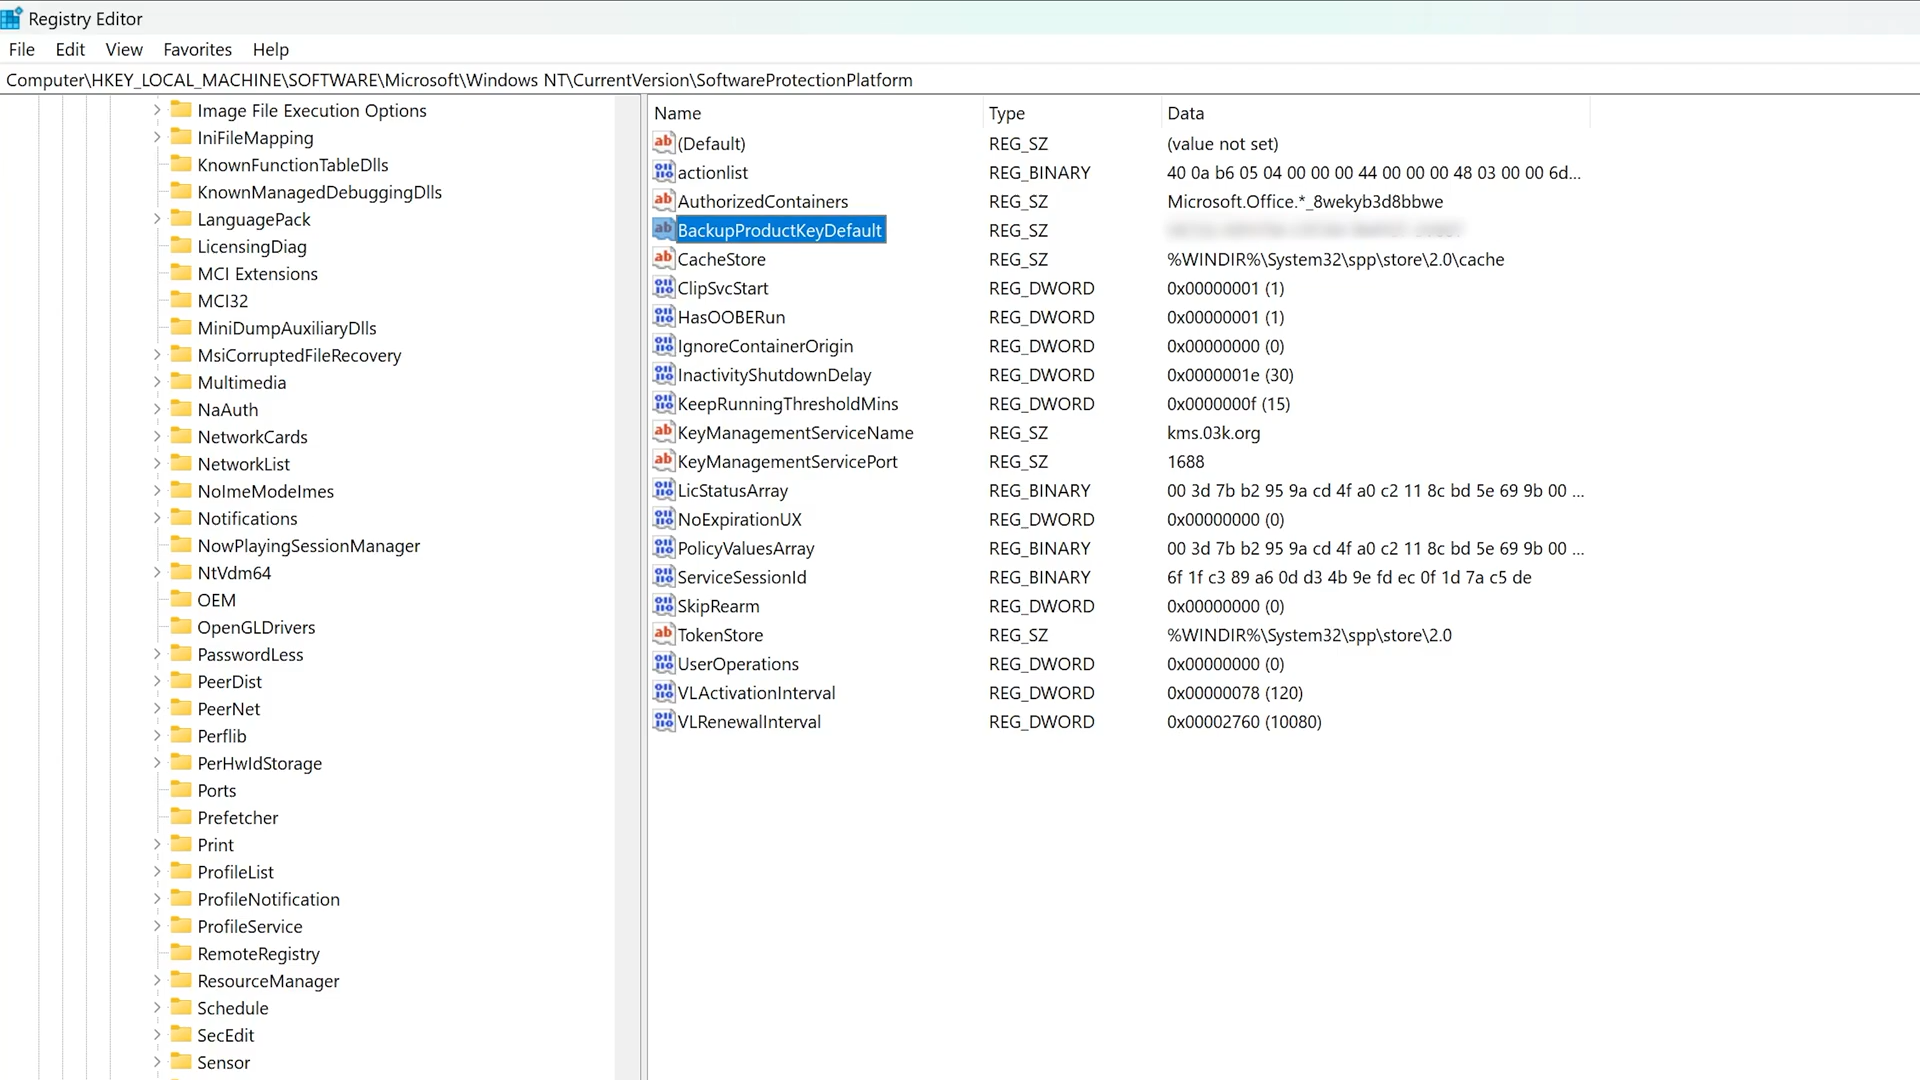 Registry Editor
File Edit View Favorites Help
Computer\HKEY_LOCAL_MACHINE\SOFTWARE\Microsoft\Windows NT\CurrentVersion\SoftwareProtectionPlatform
Image File Execution Options
IniFileMapping
KnownFunctionTableDlls
KnownManagedDebuggingDlls
LanguagePack
LicensingDiag
MCI Extensions
MCI32
MiniDumpAuxiliaryDlls
MsiCorruptedFileRecovery
Multimedia
NaAuth
NetworkCards
NetworkList
NoImeModeImes
Notifications
NowPlayingSessionManager
NtVdm64
OEM
OpenGLDrivers
PasswordLess
PeerDist
PeerNet
Perflib
PerHwIdStorage
Ports
Prefetcher
Print
ProfileList
ProfileNotification
ProfileService
RemoteRegistry
ResourceManager
Schedule
SecEdit
Sensor
Name Type Data
(Default) REG_SZ (value not set)
actionlist REG_BINARY 40 0a b6 05 04 00 00 00 44 00 00 00 48 03 00 00 6d...
AuthorizedContainers REG_SZ Microsoft.Office.*_8wekyb3d8bbwe
BackupProductKeyDefault REG_SZ
CacheStore REG_SZ %WINDIR%\System32\spp\store\2.0\cache
ClipSvcStart REG_DWORD 0x00000001 (1)
HasOOBERun REG_DWORD 0x00000001 (1)
IgnoreContainerOrigin REG_DWORD 0x00000000 (0)
InactivityShutdownDelay REG_DWORD 0x0000001e (30)
KeepRunningThresholdMins REG_DWORD 0x0000000f (15)
KeyManagementServiceName REG_SZ kms.03k.org
KeyManagementServicePort REG_SZ 1688
LicStatusArray REG_BINARY 00 3d 7b b2 95 9a cd 4f a0 c2 11 8c bd 5e 69 9b 00 ...
NoExpirationUX REG_DWORD 0x00000000 (0)
PolicyValuesArray REG_BINARY 00 3d 7b b2 95 9a cd 4f a0 c2 11 8c bd 5e 69 9b 00 ...
ServiceSessionId REG_BINARY 6f 1f c3 89 a6 0d d3 4b 9e fd ec 0f 1d 7a c5 de
SkipRearm REG_DWORD 0x00000000 (0)
TokenStore REG_SZ %WINDIR%\System32\spp\store\2.0
UserOperations REG_DWORD 0x00000000 (0)
VLActivationInterval REG_DWORD 0x00000078 (120)
VLRenewalInterval REG_DWORD 0x00002760 (10080)